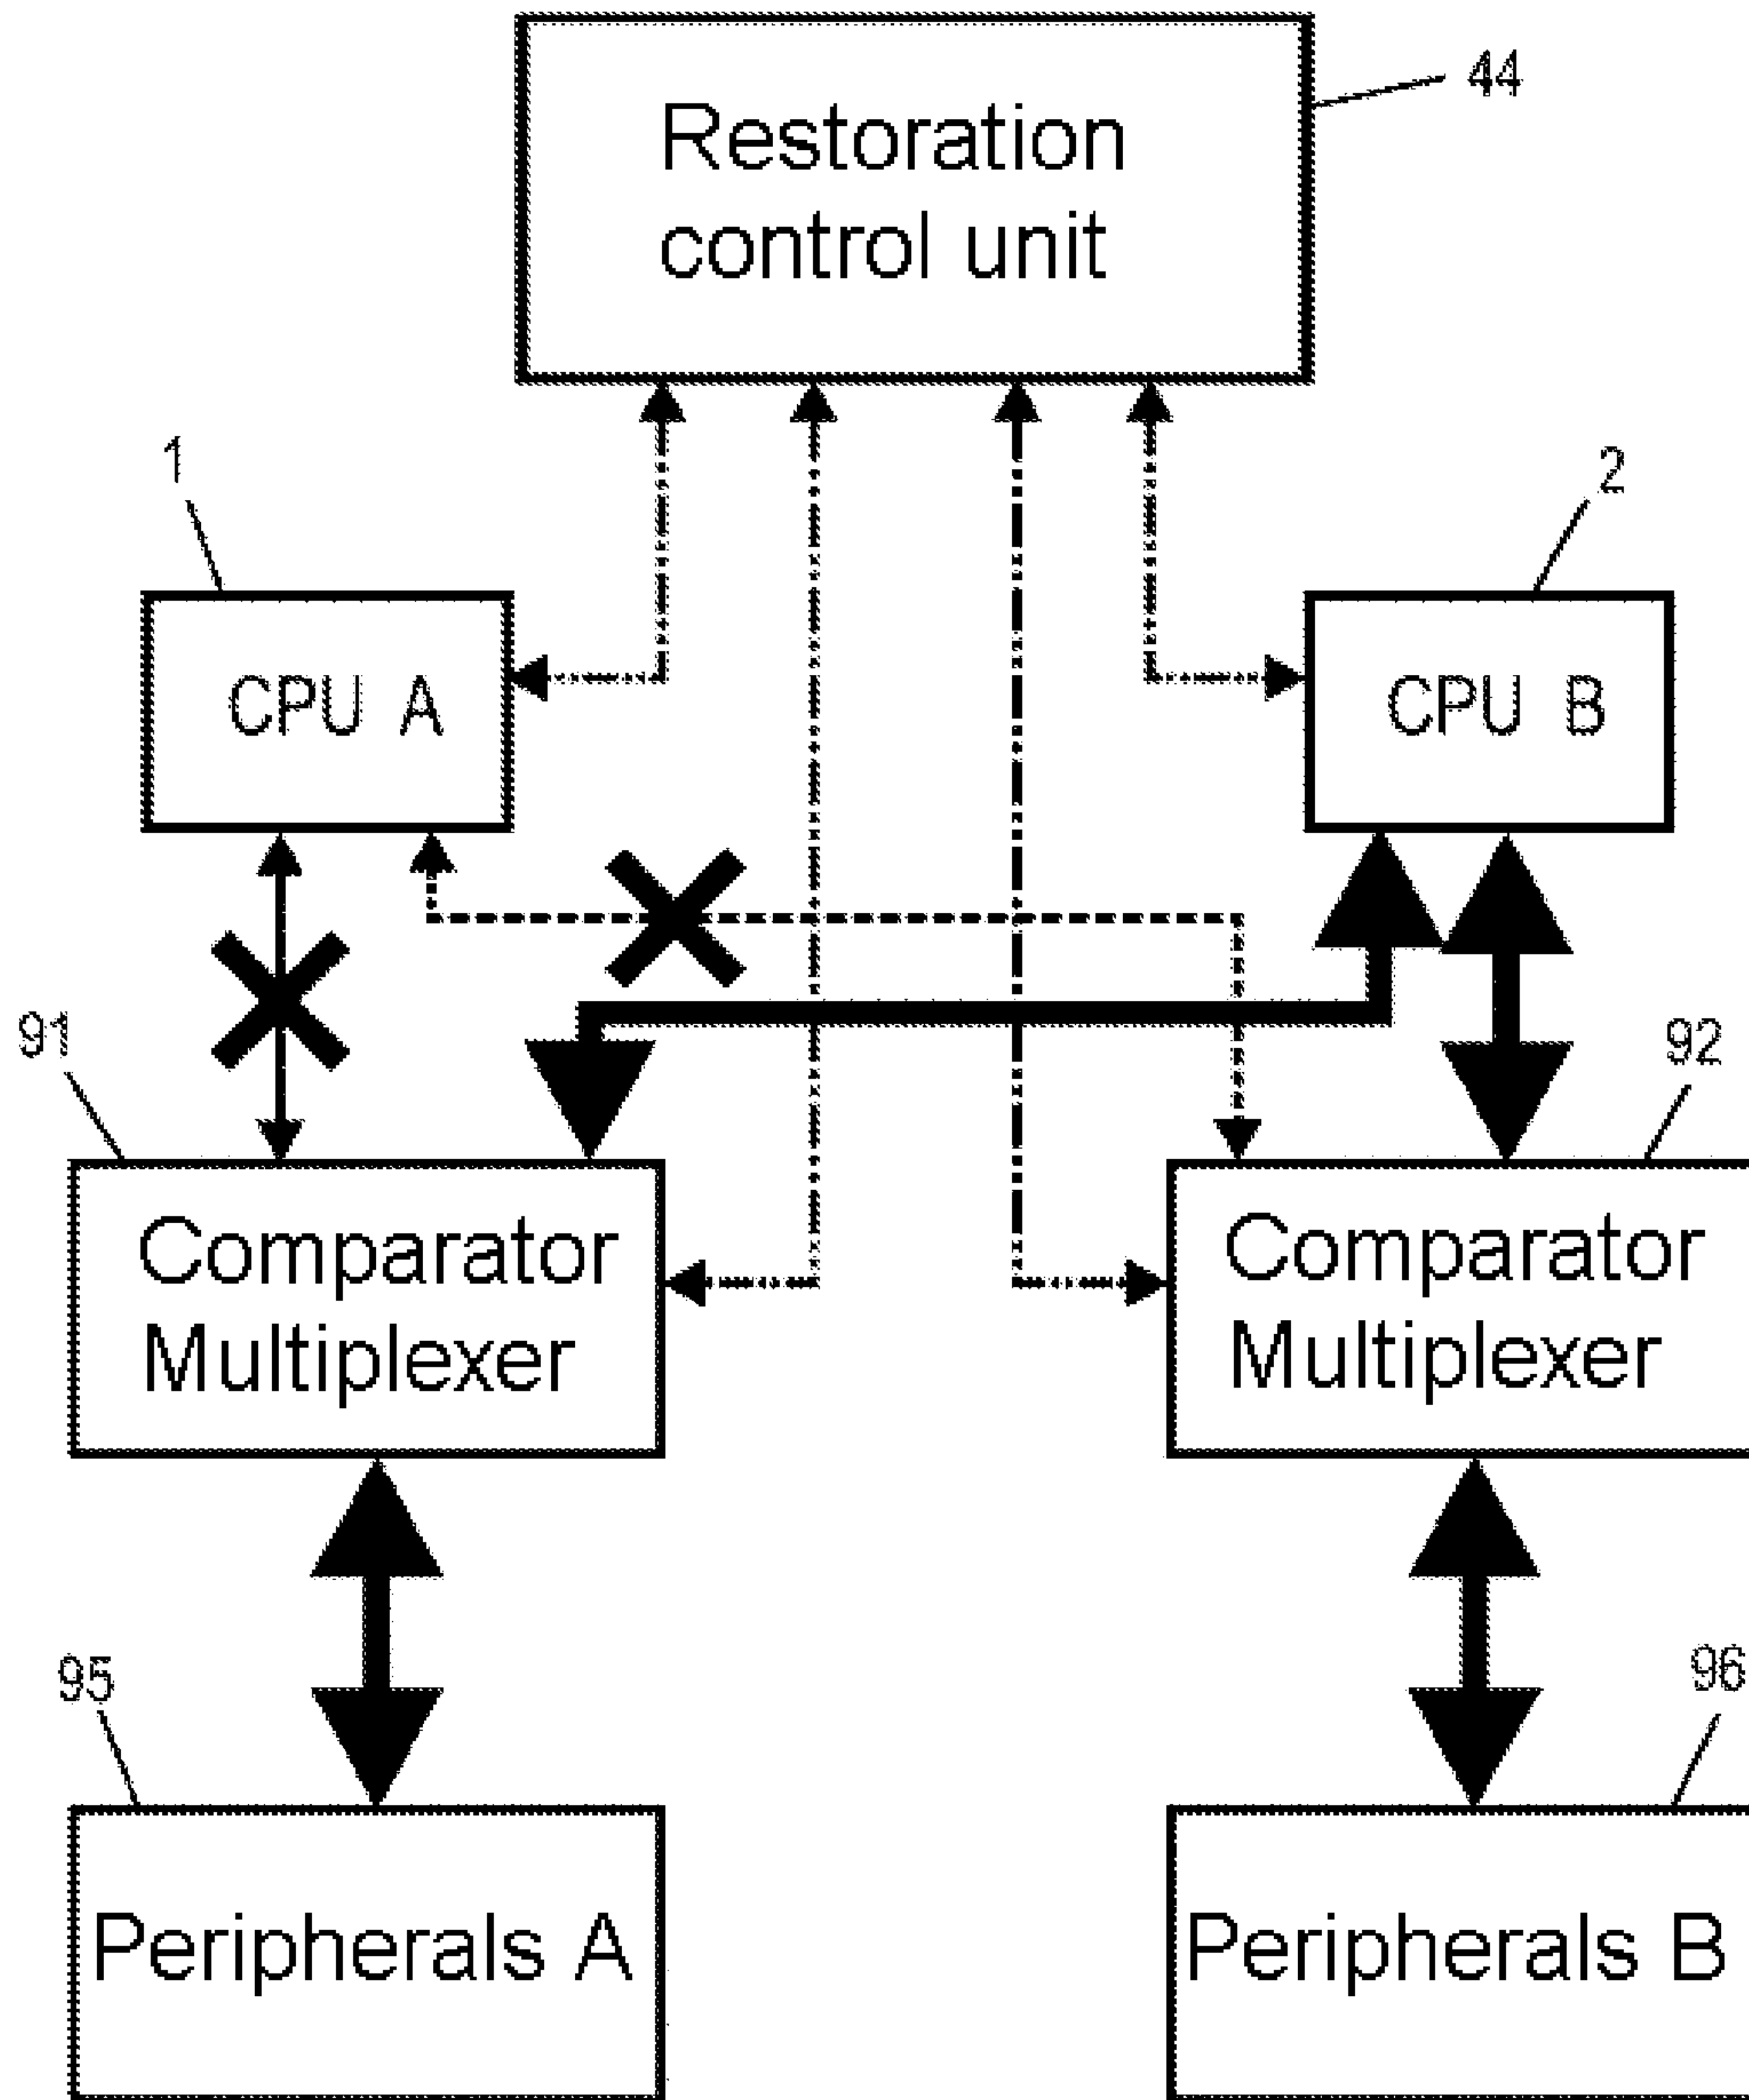 Restoration
control unit
44
1
2
CPU A
CPU B
91
92
Comparator
Multiplexer
Comparator
Multiplexer
95
96
Peripherals A
Peripherals B